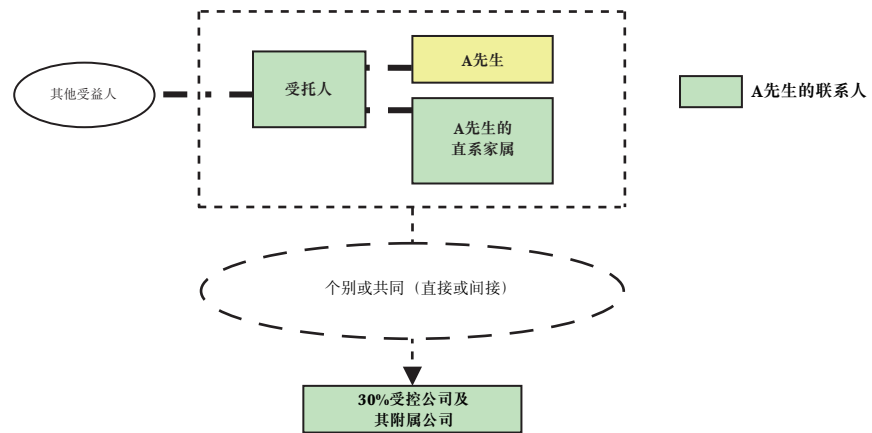 其他受益人
受托人
A先生
A先生的
直系家属
A先生的联系人
个别或共同（直接或间接）
30%受控公司及
其附属公司